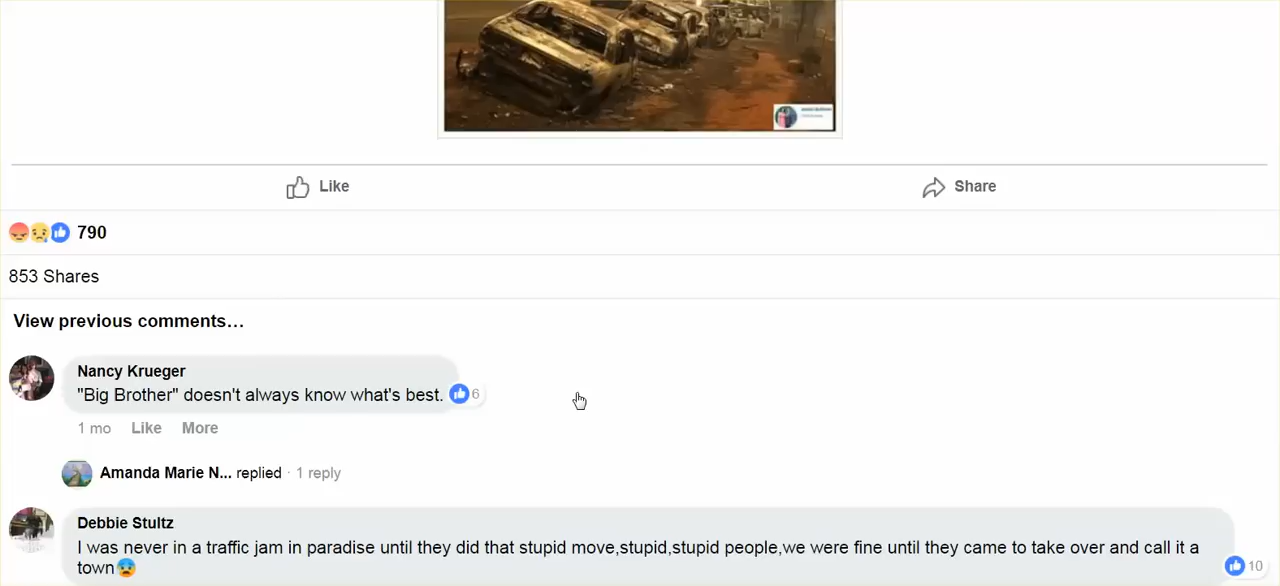 Like
Share
790
853 Shares
View previous comments…
Nancy Krueger
"Big Brother" doesn't always know what's best.
6
1 mo Like More
Amanda Marie N... replied · 1 reply
Debbie Stultz
I was never in a traffic jam in paradise until they did that stupid move,stupid,stupid people,we were fine until they came to take over and call it a
town😰
10